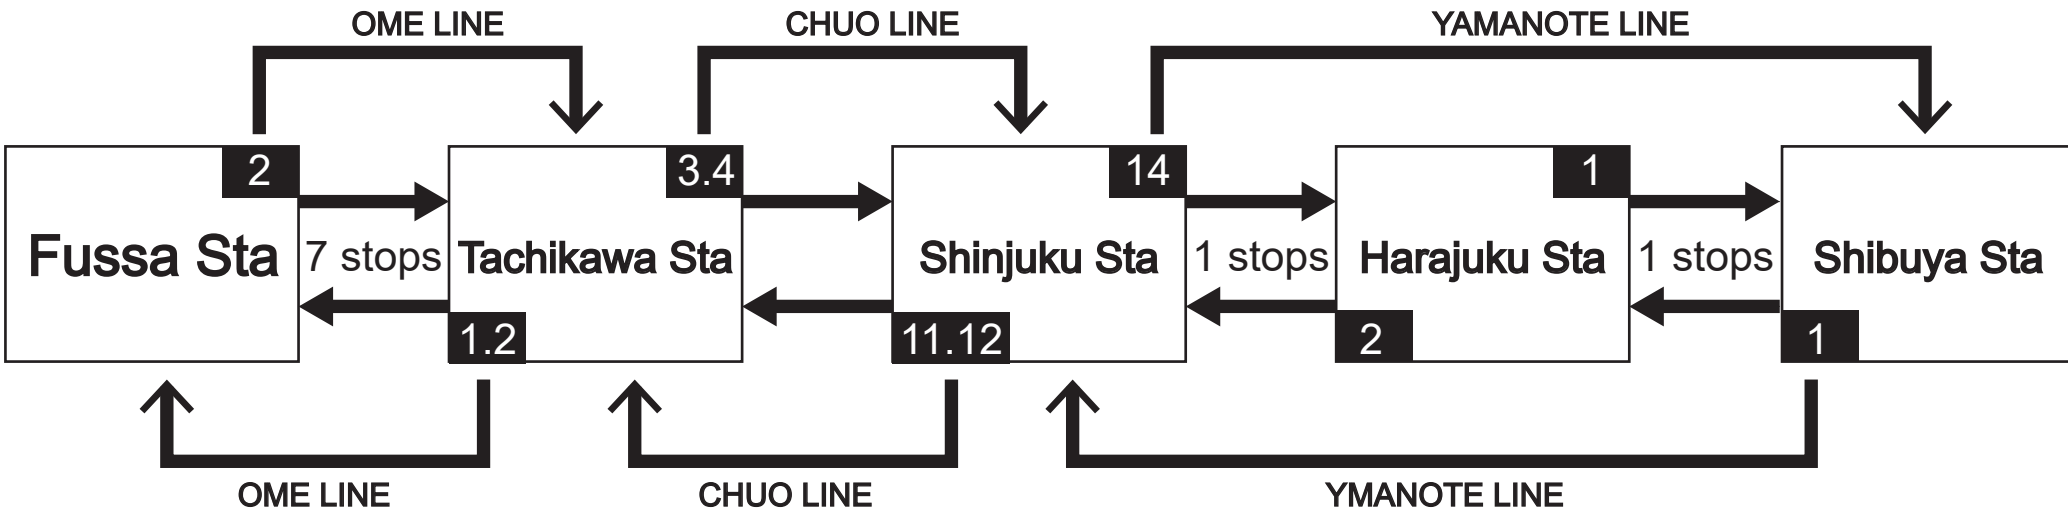 OME LINE
CHUO LINE
YAMANOTE LINE
2
3.4
14
1
Fussa Sta
7 stops
Tachikawa Sta
Shinjuku Sta
1 stops
Harajuku Sta
1 stops
Shibuya Sta
1.2
11.12
2
1
OME LINE
CHUO LINE
YMANOTE LINE